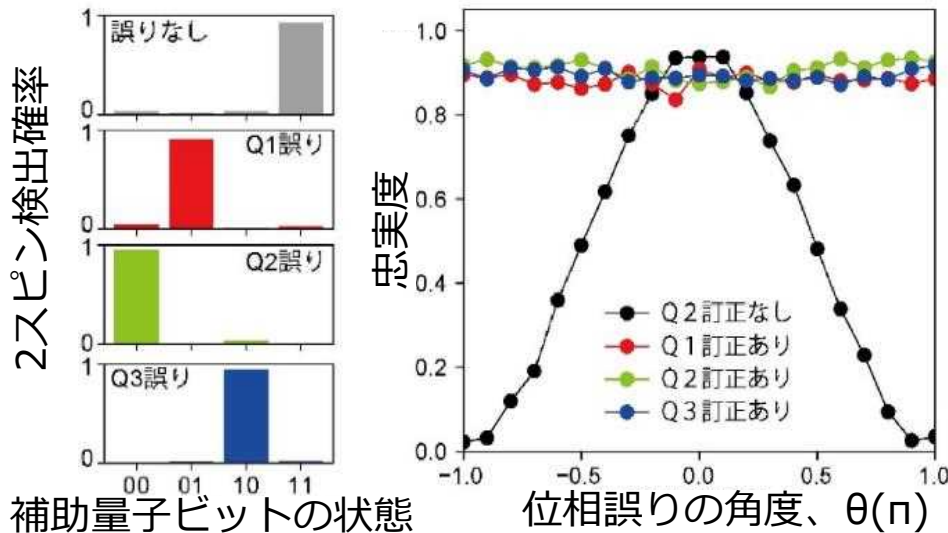 2スピン検出確率
1
誤りなし
0
1
Q1誤り
0
1
Q2誤り
0
1
Q3誤り
0
00 01 10 11
補助量子ビットの状態
忠実度
1.0
0.8
0.6
0.4
0.2
0.0
Q2訂正なし
Q1訂正あり
Q2訂正あり
Q3訂正あり
−1.0 −0.5 0.0 0.5 1.0
位相誤りの角度、θ(π)